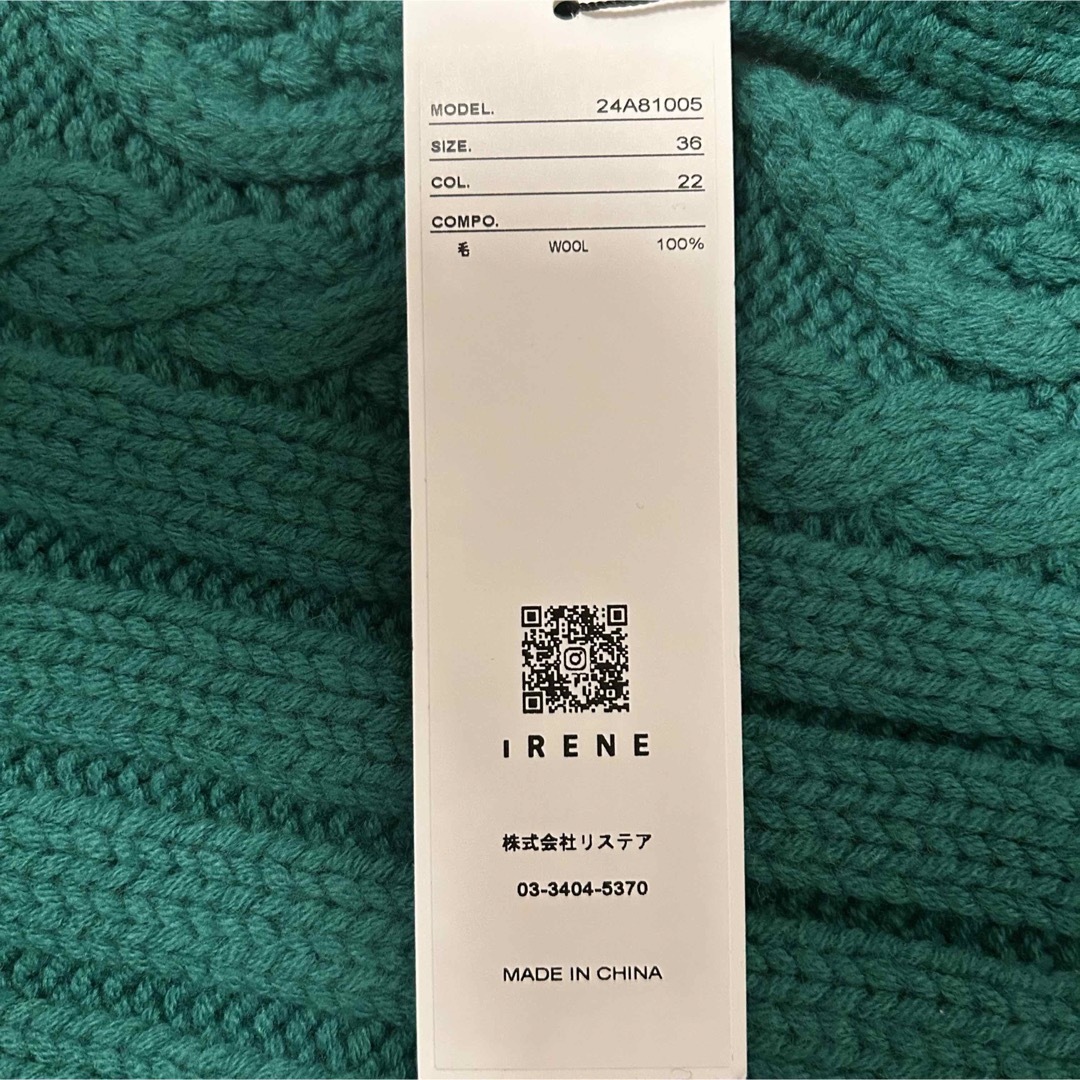 MODEL. 24A81005
SIZE. 36
COL. 22
COMPO.
毛 WOOL 100%
IRENE
株式会社リステア
03-3404-5370
MADE IN CHINA